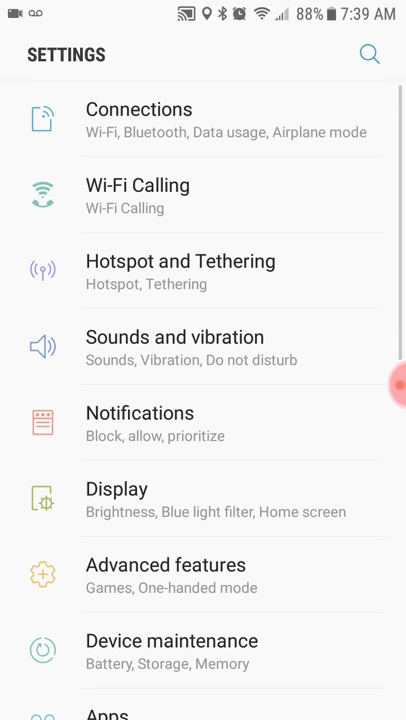 88% 7:39 AM
SETTINGS
Connections
Wi-Fi, Bluetooth, Data usage, Airplane mode
Wi-Fi Calling
Wi-Fi Calling
Hotspot and Tethering
Hotspot, Tethering
Sounds and vibration
Sounds, Vibration, Do not disturb
Notifications
Block, allow, prioritize
Display
Brightness, Blue light filter, Home screen
Advanced features
Games, One-handed mode
Device maintenance
Battery, Storage, Memory
Apps